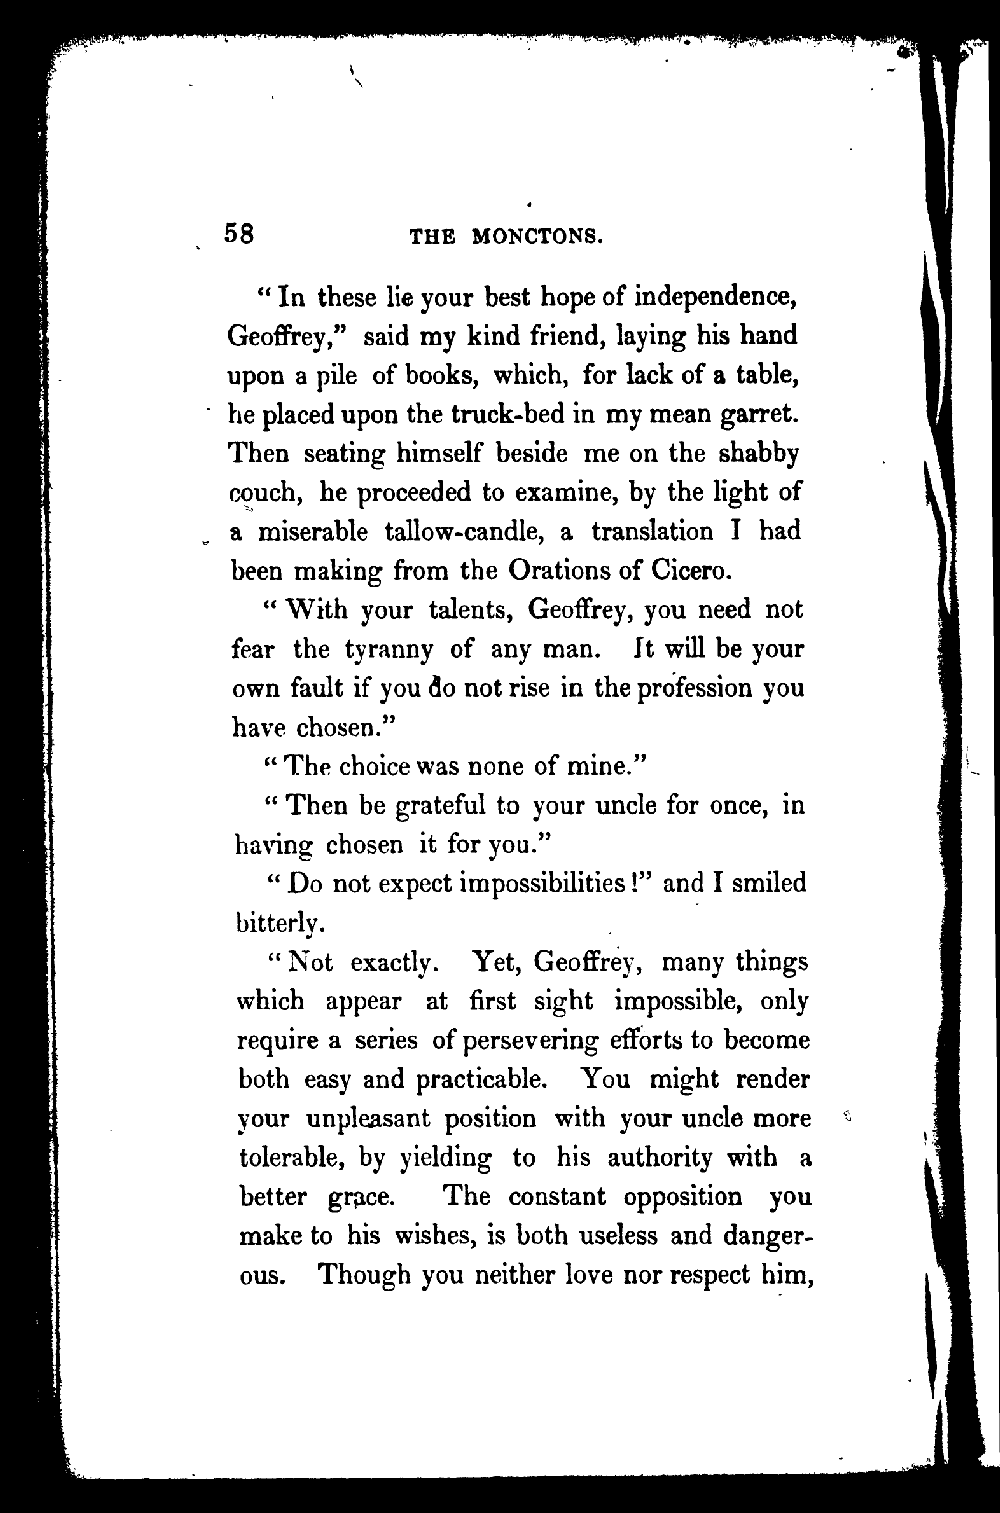 58 THE MONCTONS.
“In these lie your best hope of independence,
Geoffrey,” said my kind friend, laying his hand
upon a pile of books, which, for lack of a table,
he placed upon the truck-bed in my mean garret.
Then seating himself beside me on the shabby
couch, he proceeded to examine, by the light of
a miserable tallow-candle, a translation I had
been making from the Orations of Cicero.
“With your talents, Geoffrey, you need not
fear the tyranny of any man. It will be your
own fault if you do not rise in the profession you
have chosen.”
“The choice was none of mine.”
“Then be grateful to your uncle for once, in
having chosen it for you.”
“Do not expect impossibilities!” and I smiled
bitterly.
“Not exactly. Yet, Geoffrey, many things
which appear at first sight impossible, only
require a series of persevering efforts to become
both easy and practicable. You might render
your unpleasant position with your uncle more
tolerable, by yielding to his authority with a
better grace. The constant opposition you
make to his wishes, is both useless and danger-
ous. Though you neither love nor respect him,